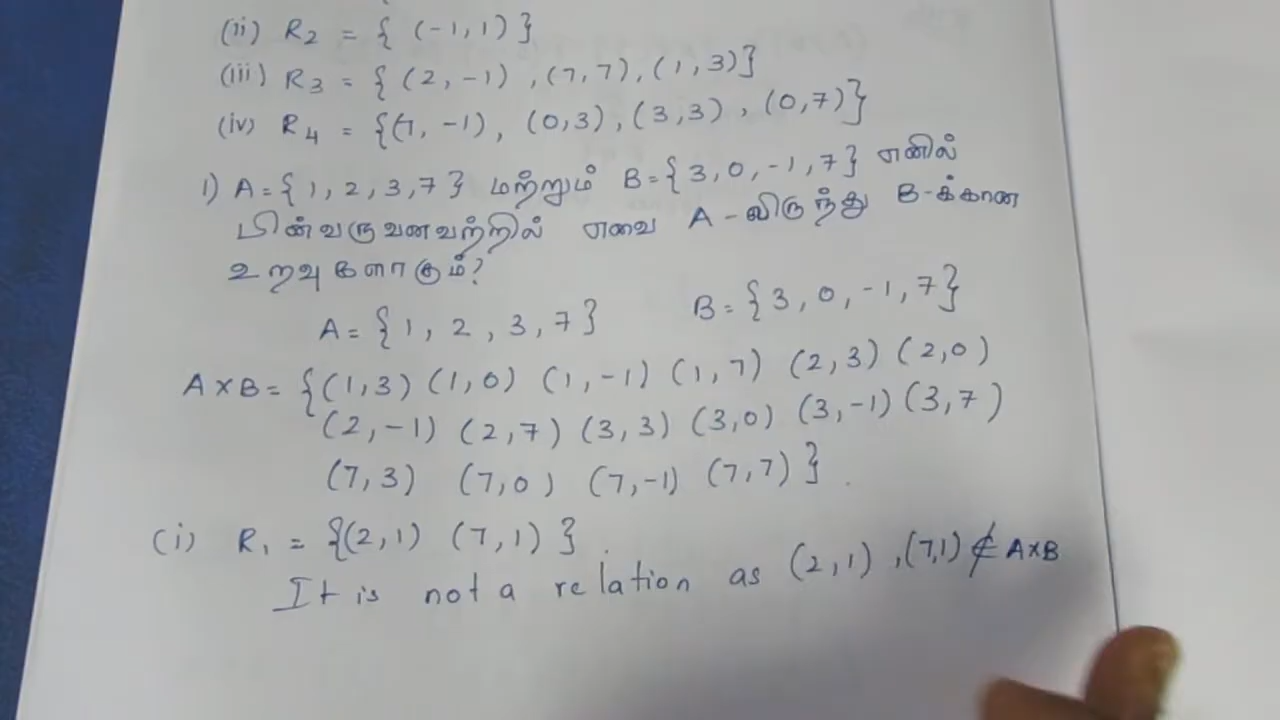 (ii) R2 = { (-1,1) }
(iii) R3 = { (2,-1) , (7,7), (1,3)}
(iv) R4 = {(7,-1), (0,3), (3,3) , (0,7)}
1) A={ 1, 2, 3,7 } மற்றும் B={ 3,0, -1,7} எனில்
பின்வருவனவற்றில் எவை A -விருந்து B-க்கான
உறவுகளாகும்?
A= { 1, 2 , 3,7 } B= { 3, 0, -1, 7 }
A×B= {(1,3) (1,0) (1,-1) (1,7) (2,3) (2,0)
(2,-1) (2,7) (3,3) (3,0) (3,-1) (3,7)
(7,3) (7,0) (7,-1) (7,7) } .
(i) R1 = {(2,1) (7,1) } .
It is not a relation as (2,1) ,(7,1) ∉ A×B